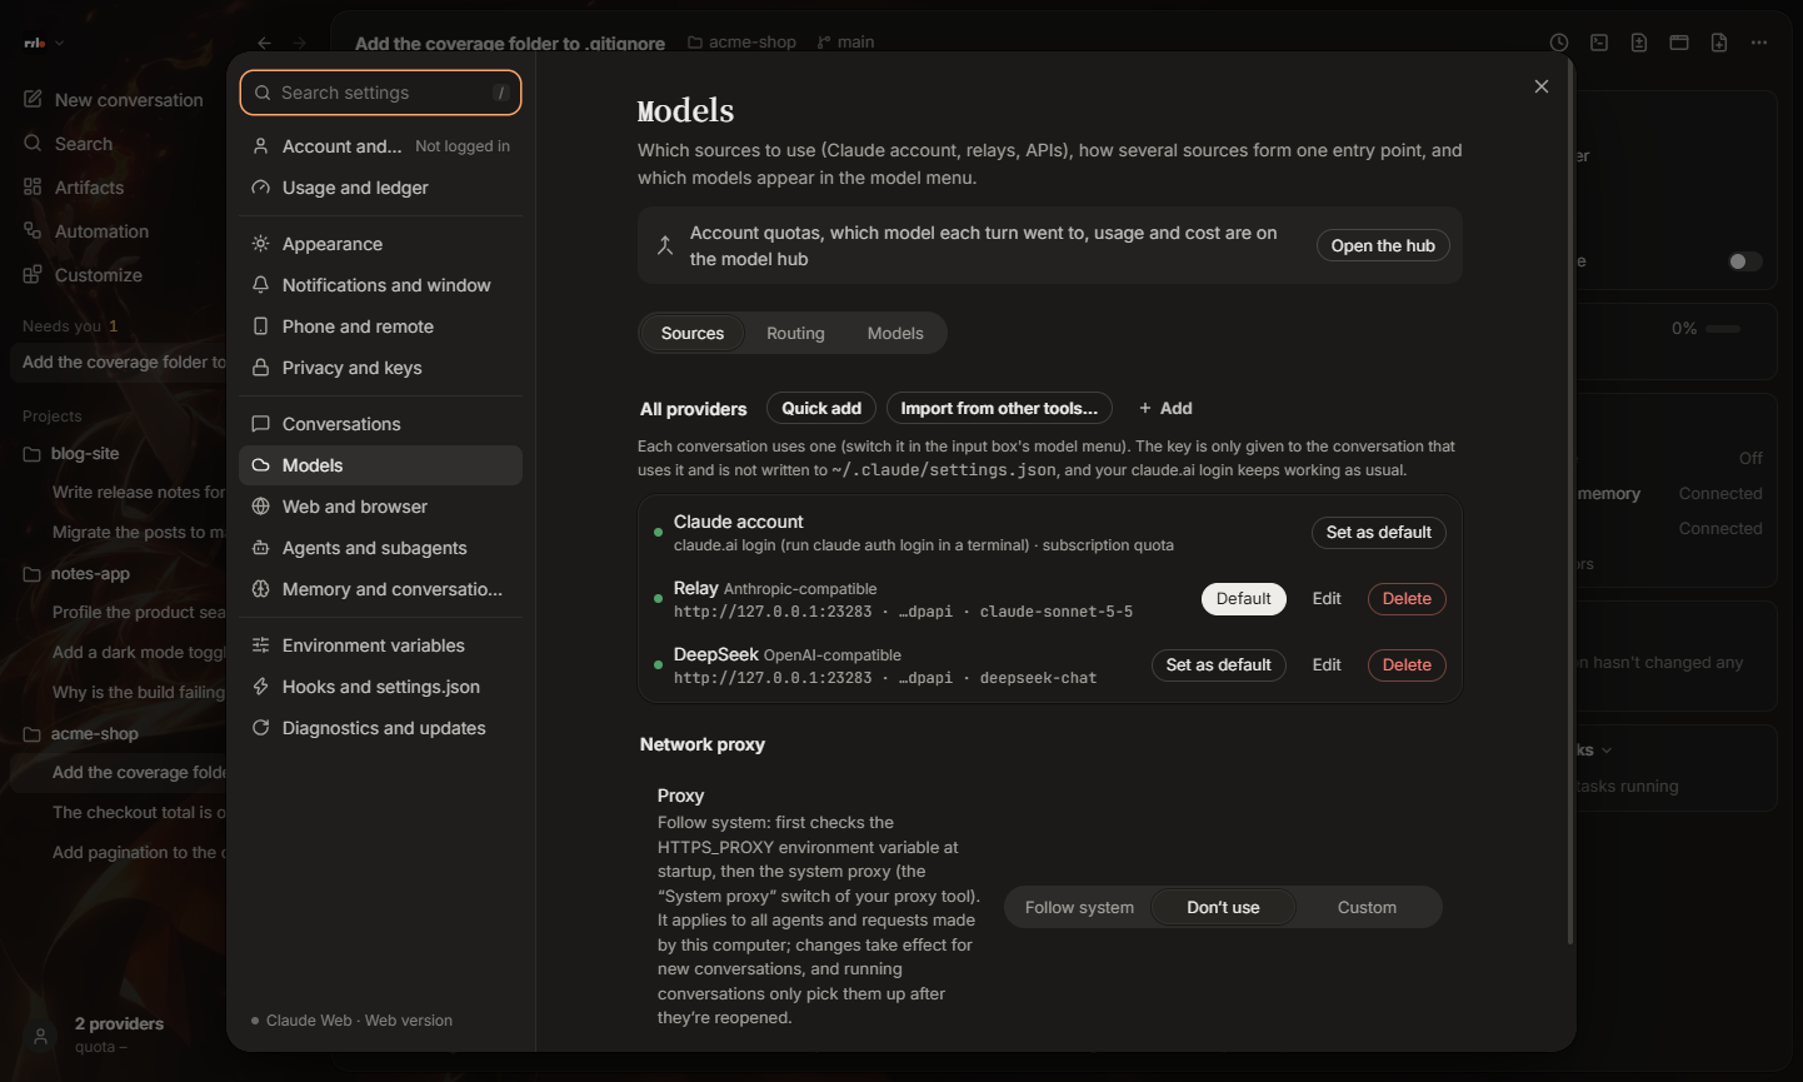 Add the coverage folder to .gitignore
acme-shop
main
New conversation
Search
Artifacts
Automation
Customize
Needs you 1
Add the coverage folder to
Projects
blog-site
Write release notes for
Migrate the posts to
notes-app
Profile the product
Add a dark mode
Why is the build failing
acme-shop
Add the coverage
The checkout total is
Add pagination to the
2 providers
quota –
Search settings /
Account and... Not logged in
Usage and ledger
Appearance
Notifications and window
Phone and remote
Privacy and keys
Conversations
Models
Web and browser
Agents and subagents
Memory and conversatio...
Environment variables
Hooks and settings.json
Diagnostics and updates
Claude Web · Web version
Models
Which sources to use (Claude account, relays, APIs), how several sources form one entry point, and
which models appear in the model menu.
Account quotas, which model each turn went to, usage and cost are on
the model hub
Open the hub
Sources Routing Models
All providers Quick add Import from other tools... + Add
Each conversation uses one (switch it in the input box's model menu). The key is only given to the conversation that
uses it and is not written to ~/.claude/settings.json, and your claude.ai login keeps working as usual.
Claude account
claude.ai login (run claude auth login in a terminal) · subscription quota
Set as default
Relay Anthropic-compatible
http://127.0.0.1:23283 · …dpapi · claude-sonnet-5-5
Default Edit Delete
DeepSeek OpenAI-compatible
http://127.0.0.1:23283 · …dpapi · deepseek-chat
Set as default Edit Delete
Network proxy
Proxy
Follow system: first checks the
HTTPS_PROXY environment variable at
startup, then the system proxy (the
“System proxy” switch of your proxy tool).
It applies to all agents and requests made
by this computer; changes take effect for
new conversations, and running
conversations only pick them up after
they’re reopened.
Follow system Don’t use Custom
0%
Off
memory Connected
Connected
hasn't changed any
tasks running